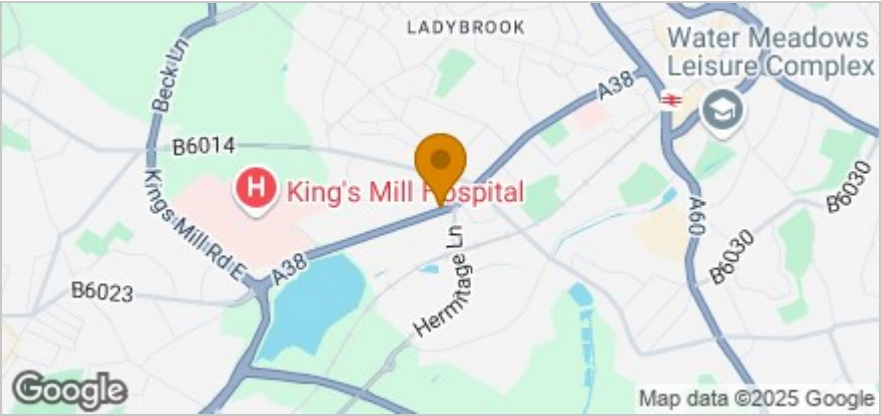 LADYBROOK
Water Meadows
Leisure Complex
Beck Ln
A38
B6014
H
King's Mill Hospital
Kings Mill Rd E
A60
B6030
B6030
A38
Hermitage Ln
B6023
Google
Map data ©2025 Google